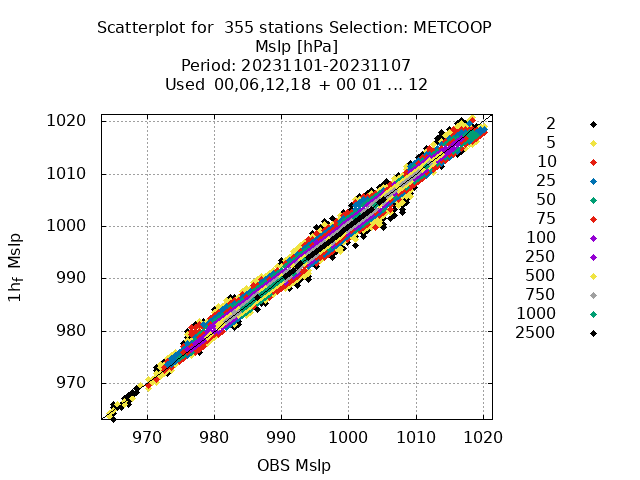 Scatterplot for 355 stations Selection: METCOOP
Mslp [hPa]
Period: 20231101-20231107
Used 00,06,12,18 + 00 01 ... 12
1020
1010
1000
990
980
970
1hf Mslp
970 980 990 1000 1010 1020
OBS Mslp
2
5
10
25
50
75
100
250
500
750
1000
2500